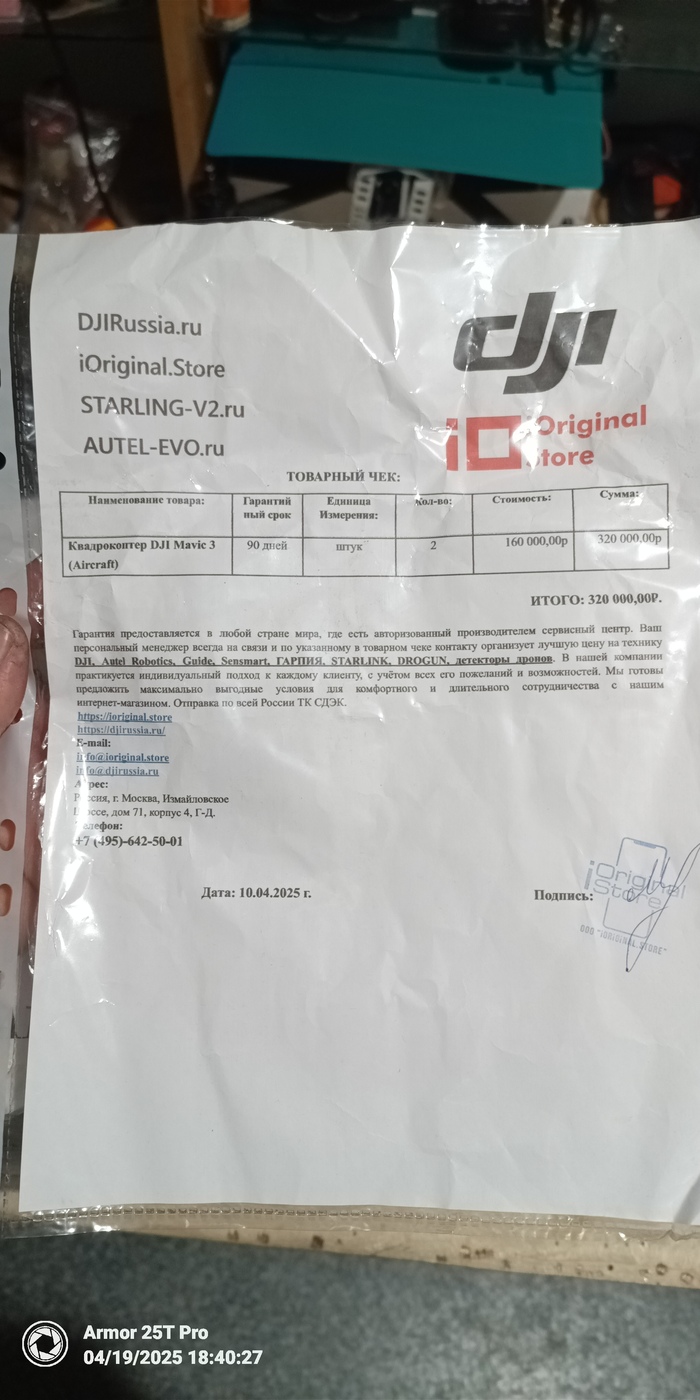 DJIRussia.ru
iOriginal.Store
STARLING-V2.ru
AUTEL-EVO.ru
dji
iOriginal
Store
ТОВАРНЫЙ ЧЕК:
Наименование товара: Гарантий Единица Кол-во: Стоимость: Сумма:
ный срок Измерения:
Квадрокоптер DJI Mavic 3 90 дней штук 2 160 000,00р 320 000,00р
(Aircraft)
ИТОГО: 320 000,00Р.
Гарантия предоставляется в любой стране мира, где есть авторизованный производителем сервисный центр. Ваш
персональный менеджер всегда на связи и по указанному в товарном чеке контакту организует лучшую цену на технику
DJI, Autel Robotics, Guide, Sensmart, ГАРПИЯ, STARLINK, DROGUN, детекторы дронов. В нашей компании
практикуется индивидуальный подход к каждому клиенту, с учётом всех его пожеланий и возможностей. Мы готовы
предложить максимально выгодные условия для комфортного и длительного сотрудничества с нашим
интернет-магазином. Отправка по всей России ТК СДЭК.
https://ioriginal.store
https://djirussia.ru/
E-mail:
info@ioriginal.store
info@djirussia.ru
Адрес:
Россия, г. Москва, Измайловское
Шоссе, дом 71, корпус 4, Г-Д.
Телефон:
+7 (495)-642-50-01
Дата: 10.04.2025 г.
Подпись:
iOriginal
Store
ООО "IORIGINAL.STORE"
Armor 25T Pro
04/19/2025 18:40:27